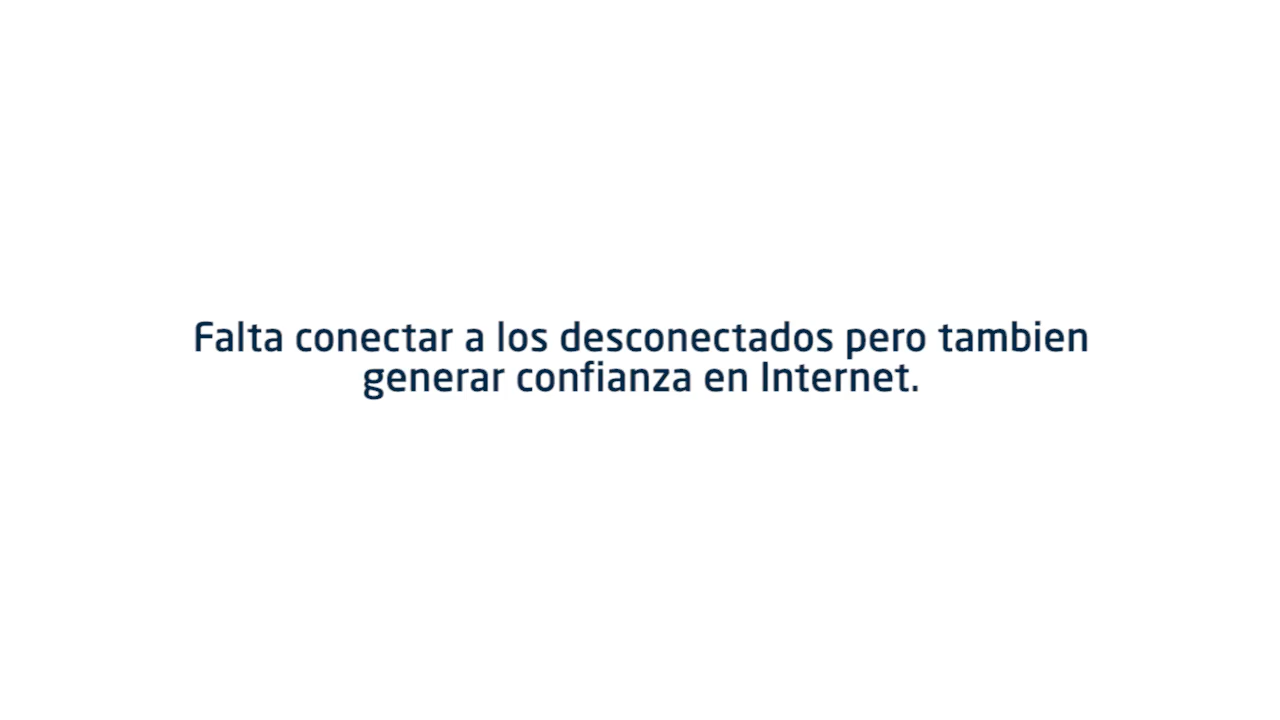 Falta conectar a los desconectados pero tambien
generar confianza en Internet.